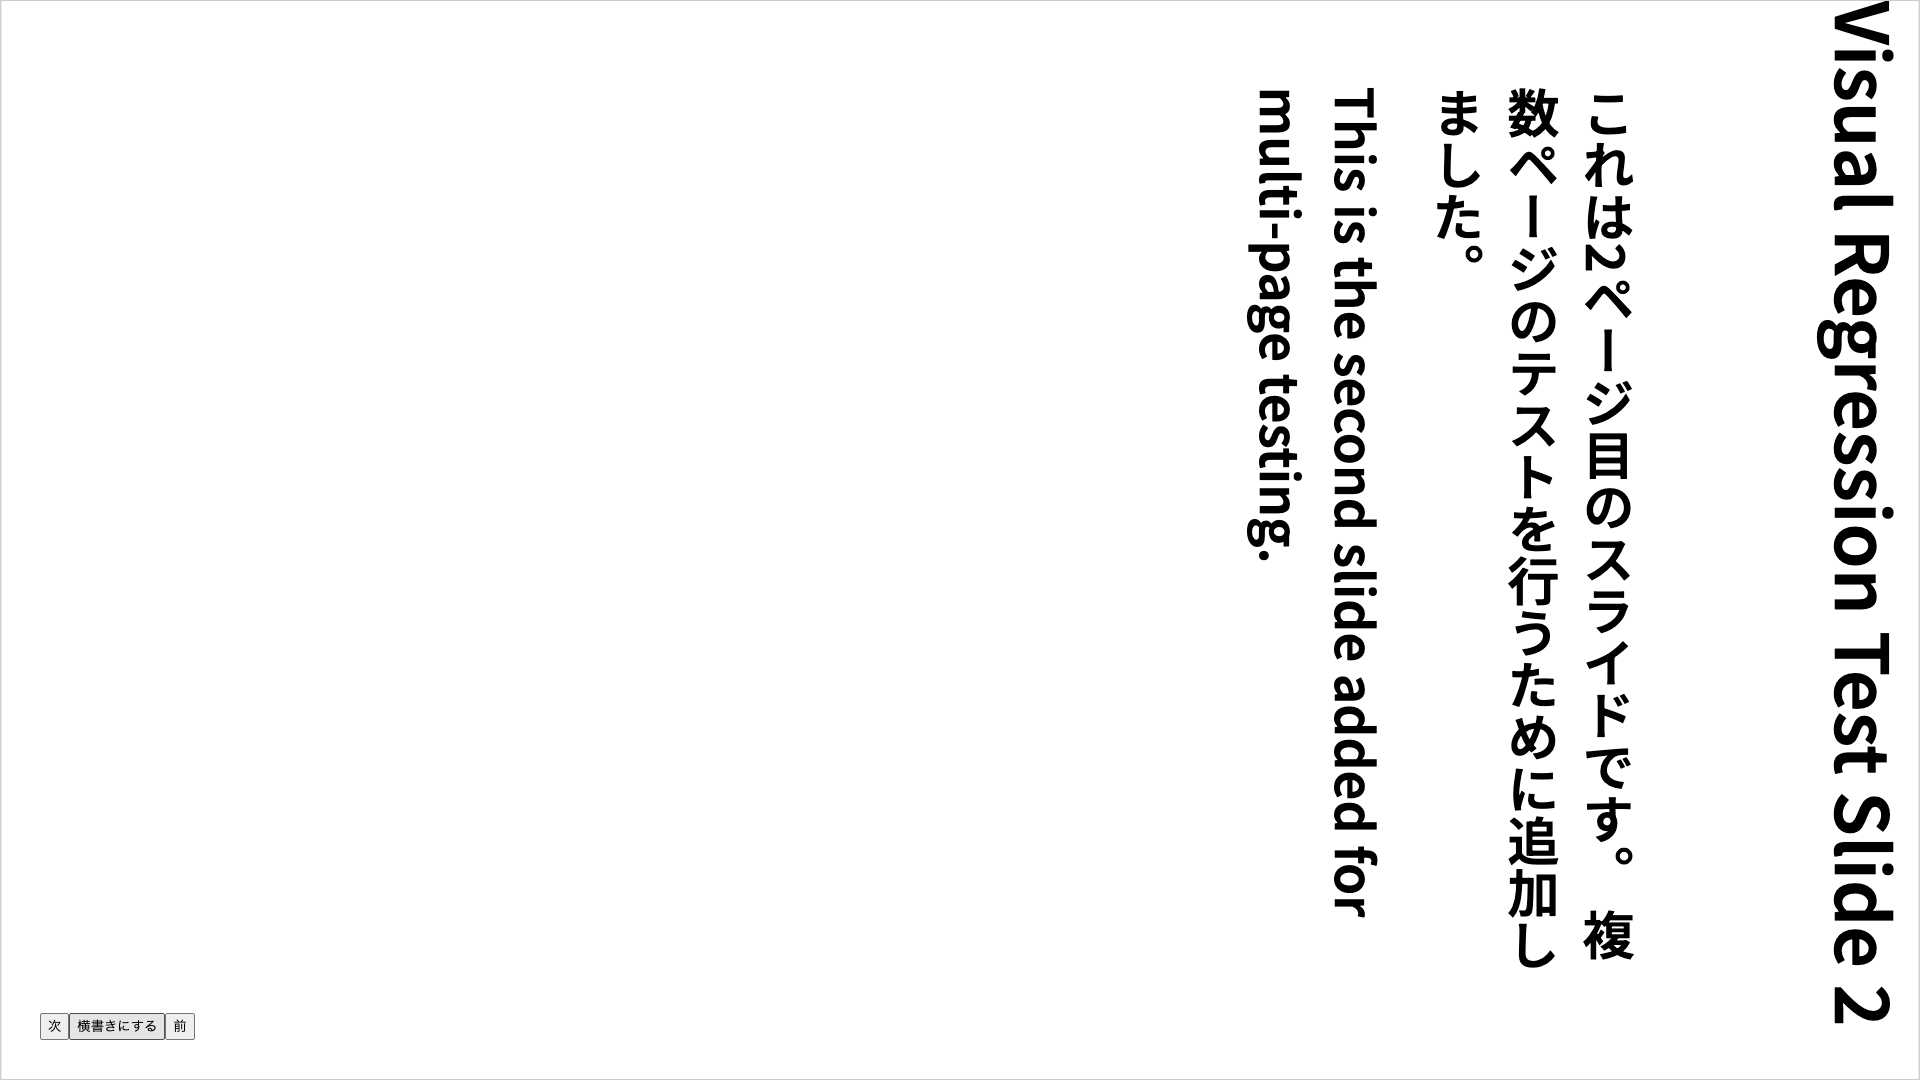 Visual Regression Test Slide 2
これは2ページ目のスライドです。 複
数ページのテストを行うために追加し
ました。
This is the second slide added for
multi-page testing.
次 横書きにする 前